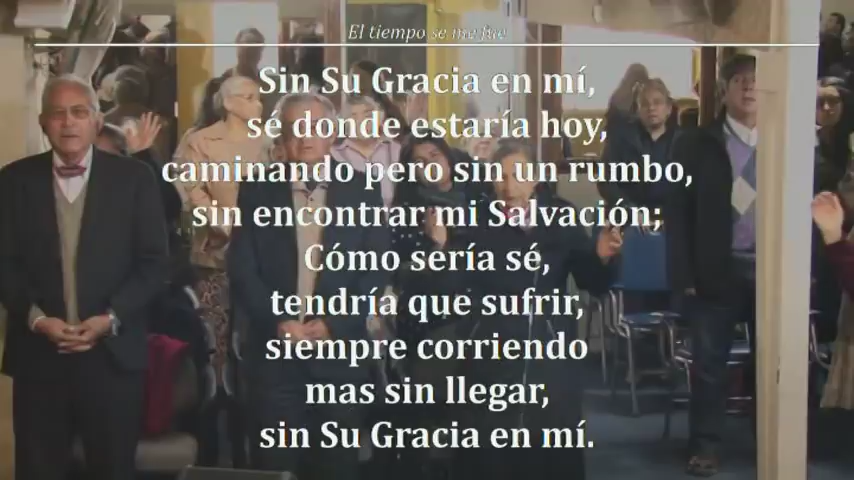 El tiempo se me fue
Sin Su Gracia en mí,
sé donde estaría hoy,
caminando pero sin un rumbo,
sin encontrar mi Salvación;
Cómo sería sé,
tendría que sufrir,
siempre corriendo
mas sin llegar,
sin Su Gracia en mí.